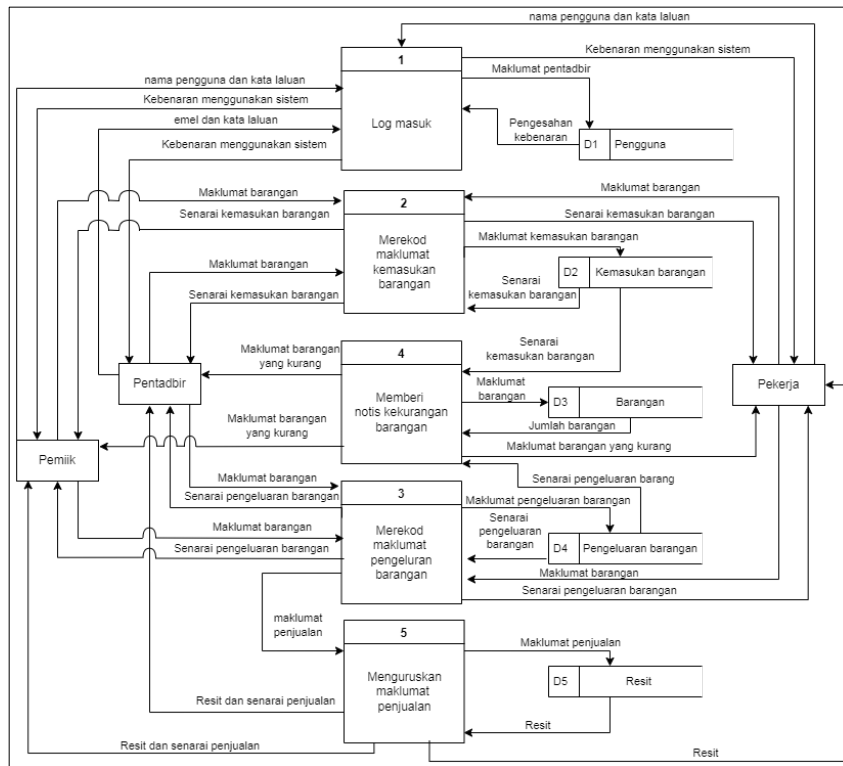 nama pengguna dan kata laluan
1
Kebenaran menggunakan sistem
Maklumat pentadbir
nama pengguna dan kata laluan
Kebenaran menggunakan sistem
emel dan kata laluan
Kebenaran menggunakan sistem
Log masuk
Pengesahan
kebenaran
D1
Pengguna
Maklumat barangan
Senarai kemasukan barangan
2
Maklumat barangan
Senarai kemasukan barangan
Maklumat kemasukan barangan
Merekod
maklumat
kemasukan
barangan
Maklumat barangan
Senarai kemasukan barangan
Senarai
kemasukan barangan
D2
Kemasukan barangan
Senarai
kemasukan barangan
4
Maklumat barangan
yang kurang
Pentadbir
Memberi
notis kekurangan
barangan
Maklumat
barangan
D3
Barangan
Jumlah barangan
Pekerja
Maklumat barangan
yang kurang
Maklumat barangan yang kurang
Pemiik
Maklumat barangan
Senarai pengeluaran barangan
Senarai pengeluaran barang
3
Maklumat pengeluaran barangan
Merekod
maklumat
pengeluran
barangan
Maklumat barangan
Senarai pengeluaran barangan
Senarai
pengeluaran
barangan
D4
Pengeluaran barangan
Maklumat barangan
Senarai pengeluaran barangan
maklumat
penjualan
5
Maklumat penjualan
Menguruskan
maklumat
penjualan
D5
Resit
Resit dan senarai penjualan
Resit
Resit dan senarai penjualan
Resit